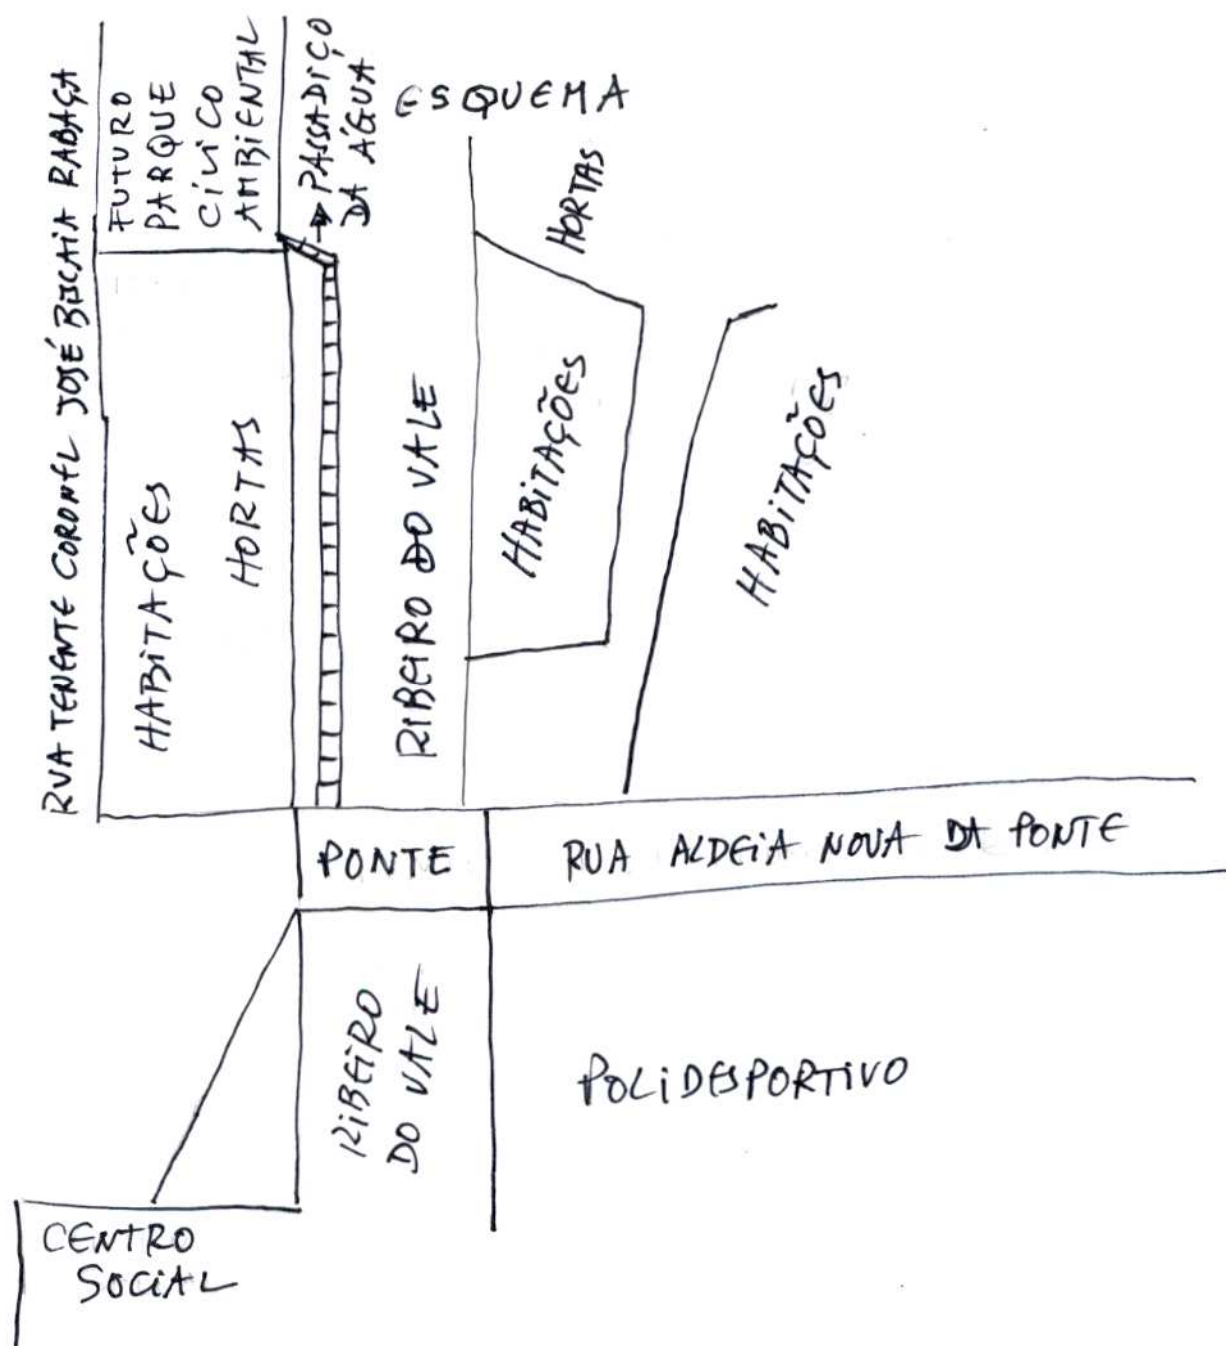 ESQUEMA
RUA TENENTE CORONEL JOSÉ BISCAIA RABAÇA
FUTURO
PARQUE
CÍVICO
AMBIENTAL
PASSADIÇO
DA ÁGUA
HORTAS
HABITAÇÕES
HORTAS
RIBEIRO DO VALE
HABITAÇÕES
HABITAÇÕES
PONTE
RUA ALDEIA NOVA DA PONTE
RIBEIRO
DO VALE
POLIDESPORTIVO
CENTRO
SOCIAL